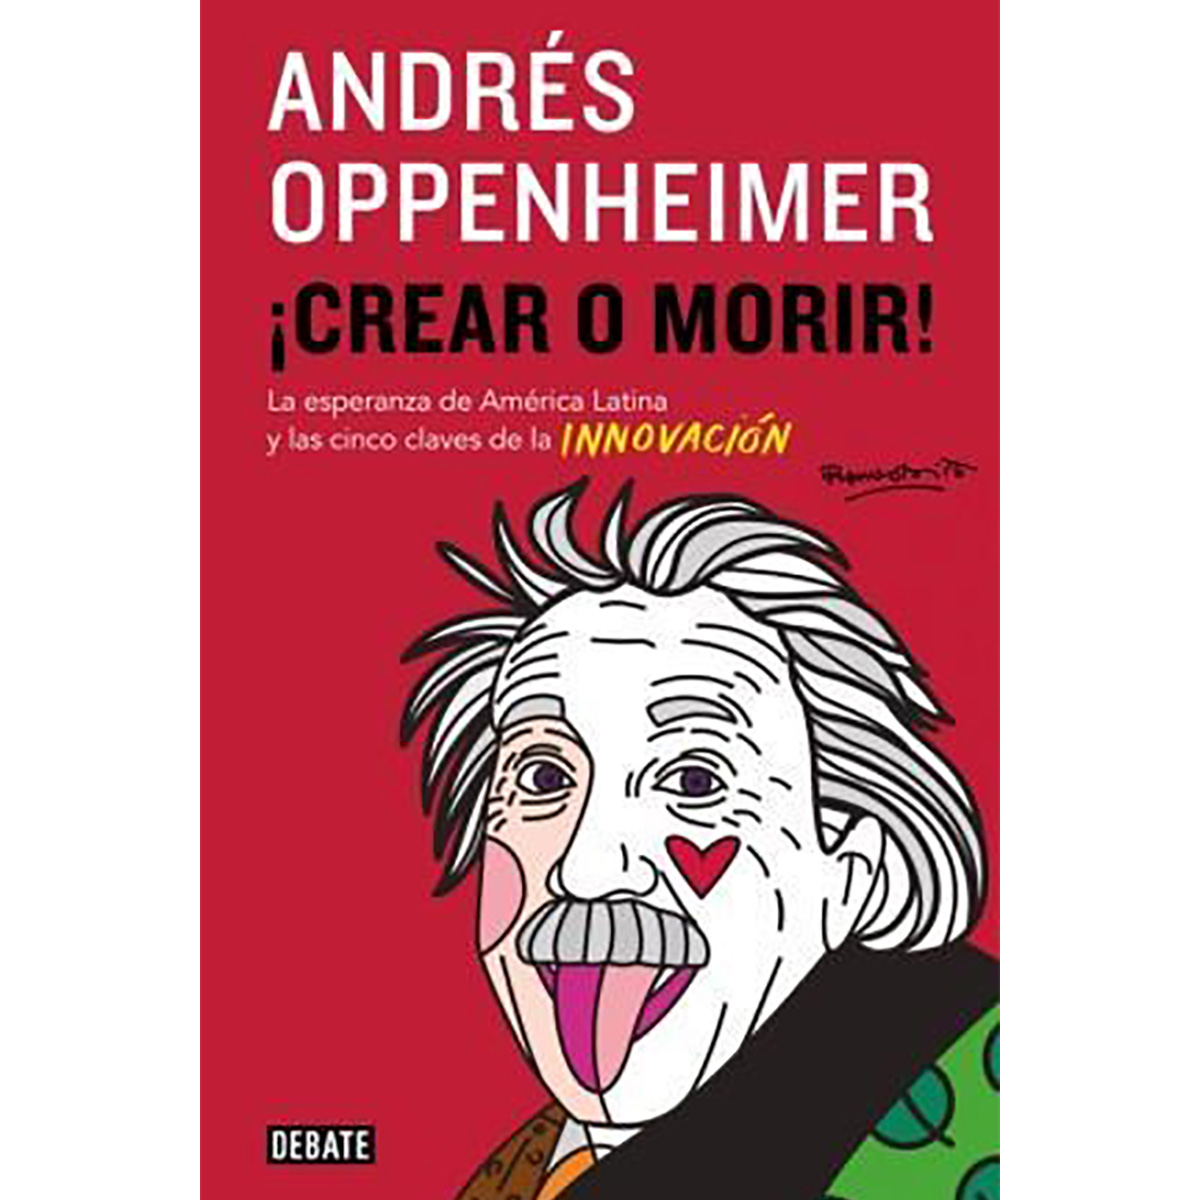 ANDRÉS
OPPENHEIMER
¡CREAR O MORIR!
La esperanza de América Latina
y las cinco claves de la INNOVACIÓN
DEBATE